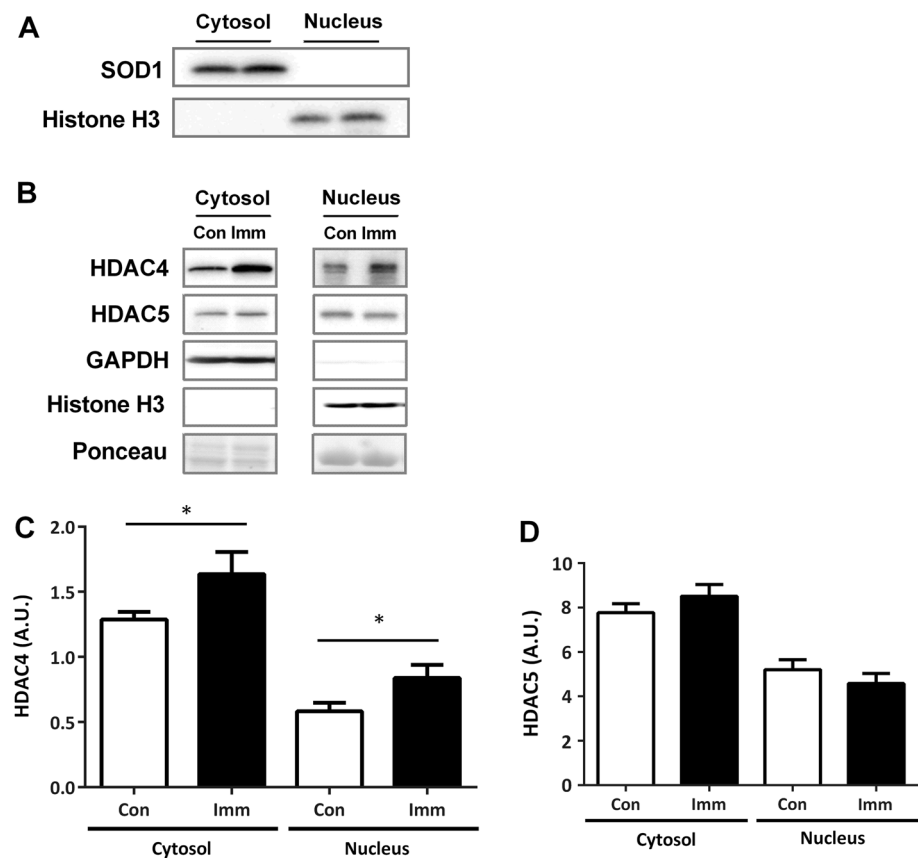 A
Cytosol Nucleus
SOD1
Histone H3
B
Cytosol Nucleus
Con Imm Con Imm
HDAC4
HDAC5
GAPDH
Histone H3
Ponceau
C
HDAC4 (A.U.)
2.0
1.5
1.0
0.5
0.0
*
*
Con Imm Con Imm
Cytosol Nucleus
D
HDAC5 (A.U.)
10
8
6
4
2
0
Con Imm Con Imm
Cytosol Nucleus